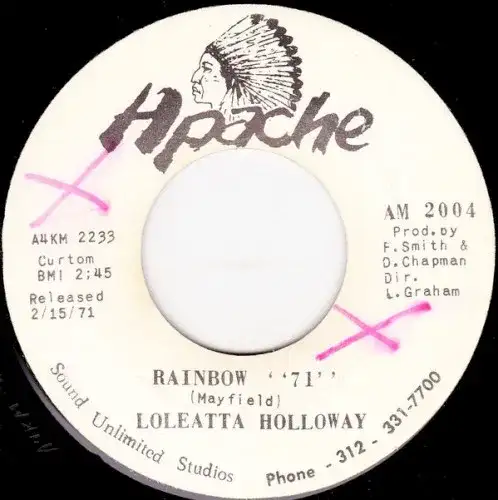 Apache
A4KM 2233
Curtom
BMI 2;45
Released
2/15/71
AM 2004
Prod.by
F.Smith &
D.Chapman
Dir.
L.Graham
RAINBOW ‘‘71’’
(Mayfield)
LOLEATTA HOLLOWAY
Sound Unlimited Studios
Phone - 312 - 331-7700